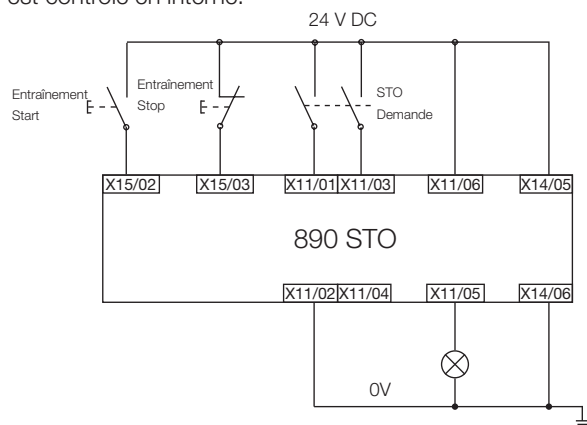 est contrôlé en interne.
24 V DC
Entraînement
Start
Entraînement
Stop
STO
Demande
X15/02
X15/03
X11/01
X11/03
X11/06
X14/05
890 STO
X11/02
X11/04
X11/05
X14/06
0V